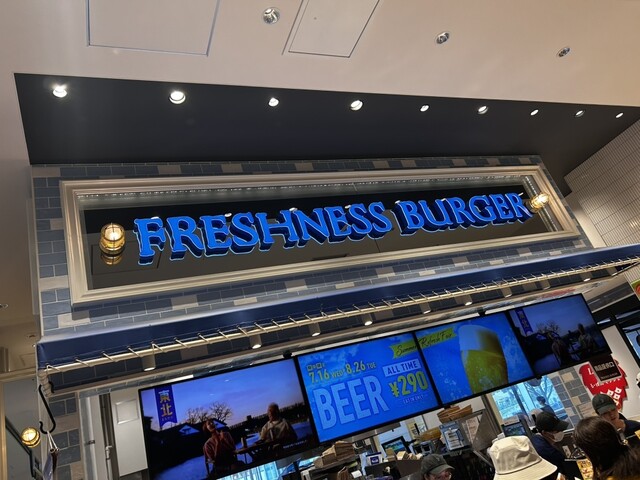 FRESHNESS BURGER
東北
7.16 WED 8.26 TUE
ALL TIME
BEER ¥290